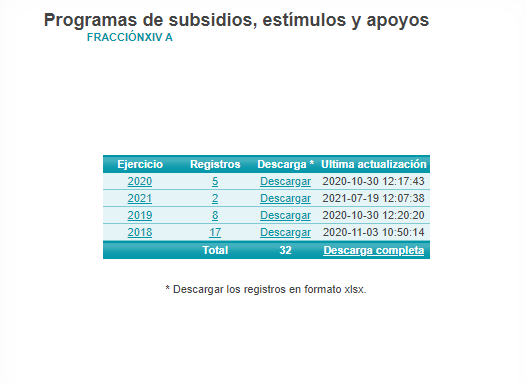 Programas de subsidios, estímulos y apoyos
FRACCIÓNXIV A
Ejercicio Registros Descarga * Ultima actualización
2020 5 Descargar 2020-10-30 12:17:43
2021 2 Descargar 2021-07-19 12:07:38
2019 8 Descargar 2020-10-30 12:20:20
2018 17 Descargar 2020-11-03 10:50:14
Total 32 Descarga completa
* Descargar los registros en formato xlsx.